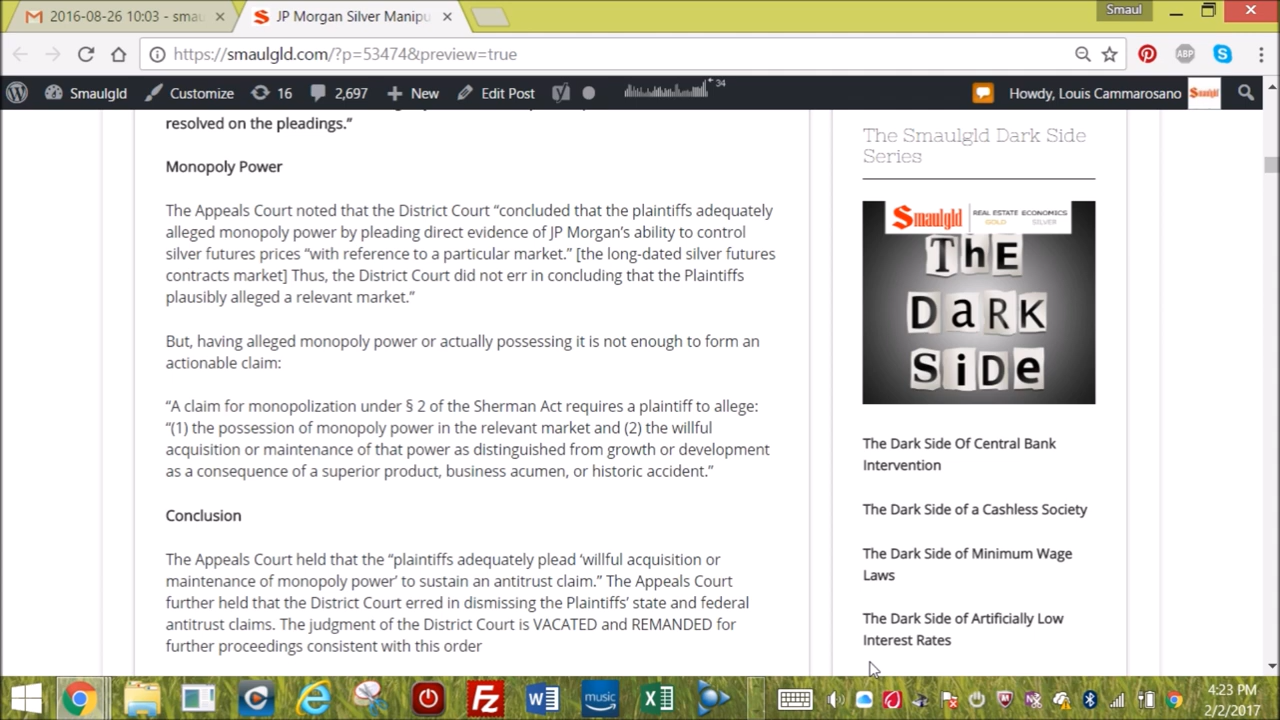 2016-08-26 10:03 - smau
JP Morgan Silver Manipu
Smaul
https://smaulgld.com/?p=53474&preview=true
ABP
Smaulgld
Customize
16
2,697
New
Edit Post
34
Howdy, Louis Cammarosano
Smaulgld
resolved on the pleadings.”
Monopoly Power
The Appeals Court noted that the District Court “concluded that the plaintiffs adequately
alleged monopoly power by pleading direct evidence of JP Morgan’s ability to control
silver futures prices “with reference to a particular market.” [the long-dated silver futures
contracts market] Thus, the District Court did not err in concluding that the Plaintiffs
plausibly alleged a relevant market.”
But, having alleged monopoly power or actually possessing it is not enough to form an
actionable claim:
“A claim for monopolization under § 2 of the Sherman Act requires a plaintiff to allege:
“(1) the possession of monopoly power in the relevant market and (2) the willful
acquisition or maintenance of that power as distinguished from growth or development
as a consequence of a superior product, business acumen, or historic accident.”
Conclusion
The Appeals Court held that the “plaintiffs adequately plead ‘willful acquisition or
maintenance of monopoly power’ to sustain an antitrust claim.” The Appeals Court
further held that the District Court erred in dismissing the Plaintiffs’ state and federal
antitrust claims. The judgment of the District Court is VACATED and REMANDED for
further proceedings consistent with this order
The Smaulgld Dark Side
Series
Smaulgld
REAL ESTATE ECONOMICS
GOLD SILVER
ThE
DaRK
SiDe
The Dark Side Of Central Bank
Intervention
The Dark Side of a Cashless Society
The Dark Side of Minimum Wage
Laws
The Dark Side of Artificially Low
Interest Rates
music
4:23 PM
2/2/2017